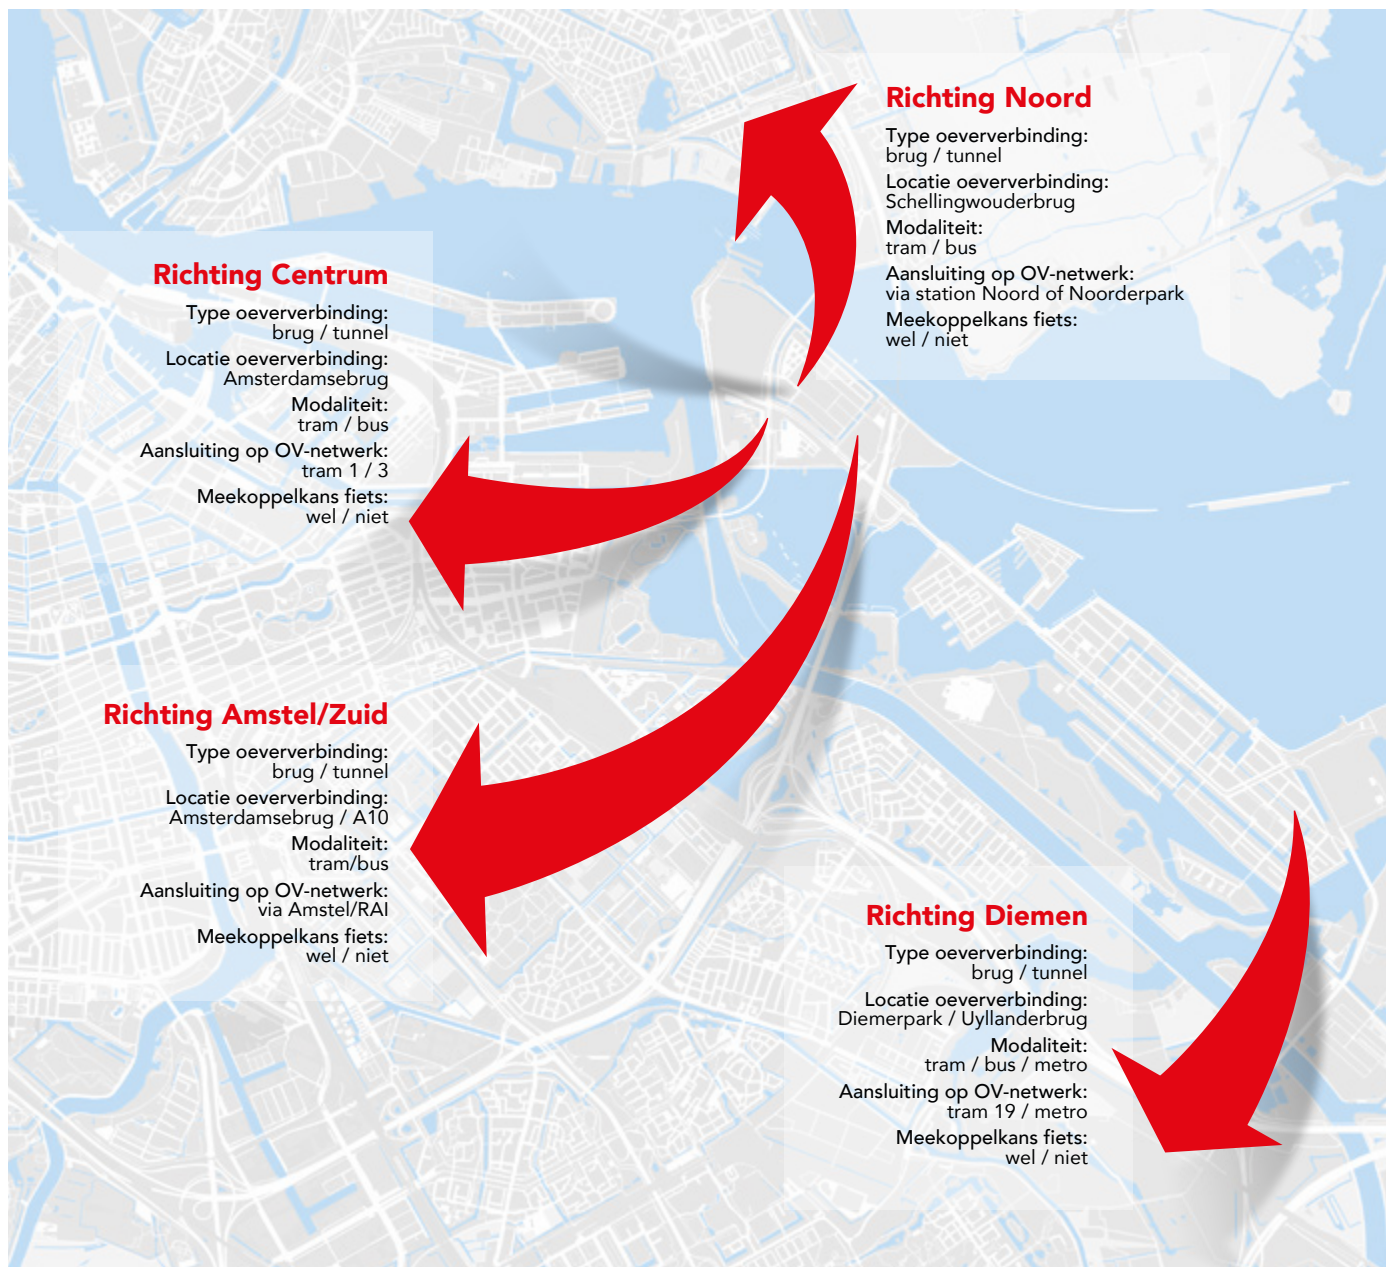 Richting Noord
Type oeververbinding:
brug / tunnel
Locatie oeververbinding:
Schellingwouderbrug
Modaliteit:
tram / bus
Aansluiting op OV-netwerk:
via station Noord of Noorderpark
Meekoppelkans fiets:
wel / niet
Richting Centrum
Type oeververbinding:
brug / tunnel
Locatie oeververbinding:
Amsterdamsebrug
Modaliteit:
tram / bus
Aansluiting op OV-netwerk:
tram 1 / 3
Meekoppelkans fiets:
wel / niet
Richting Amstel/Zuid
Type oeververbinding:
brug / tunnel
Locatie oeververbinding:
Amsterdamsebrug / A10
Modaliteit:
tram/bus
Aansluiting op OV-netwerk:
via Amstel/RAI
Meekoppelkans fiets:
wel / niet
Richting Diemen
Type oeververbinding:
brug / tunnel
Locatie oeververbinding:
Diemerpark / Uyllanderbrug
Modaliteit:
tram / bus / metro
Aansluiting op OV-netwerk:
tram 19 / metro
Meekoppelkans fiets:
wel / niet